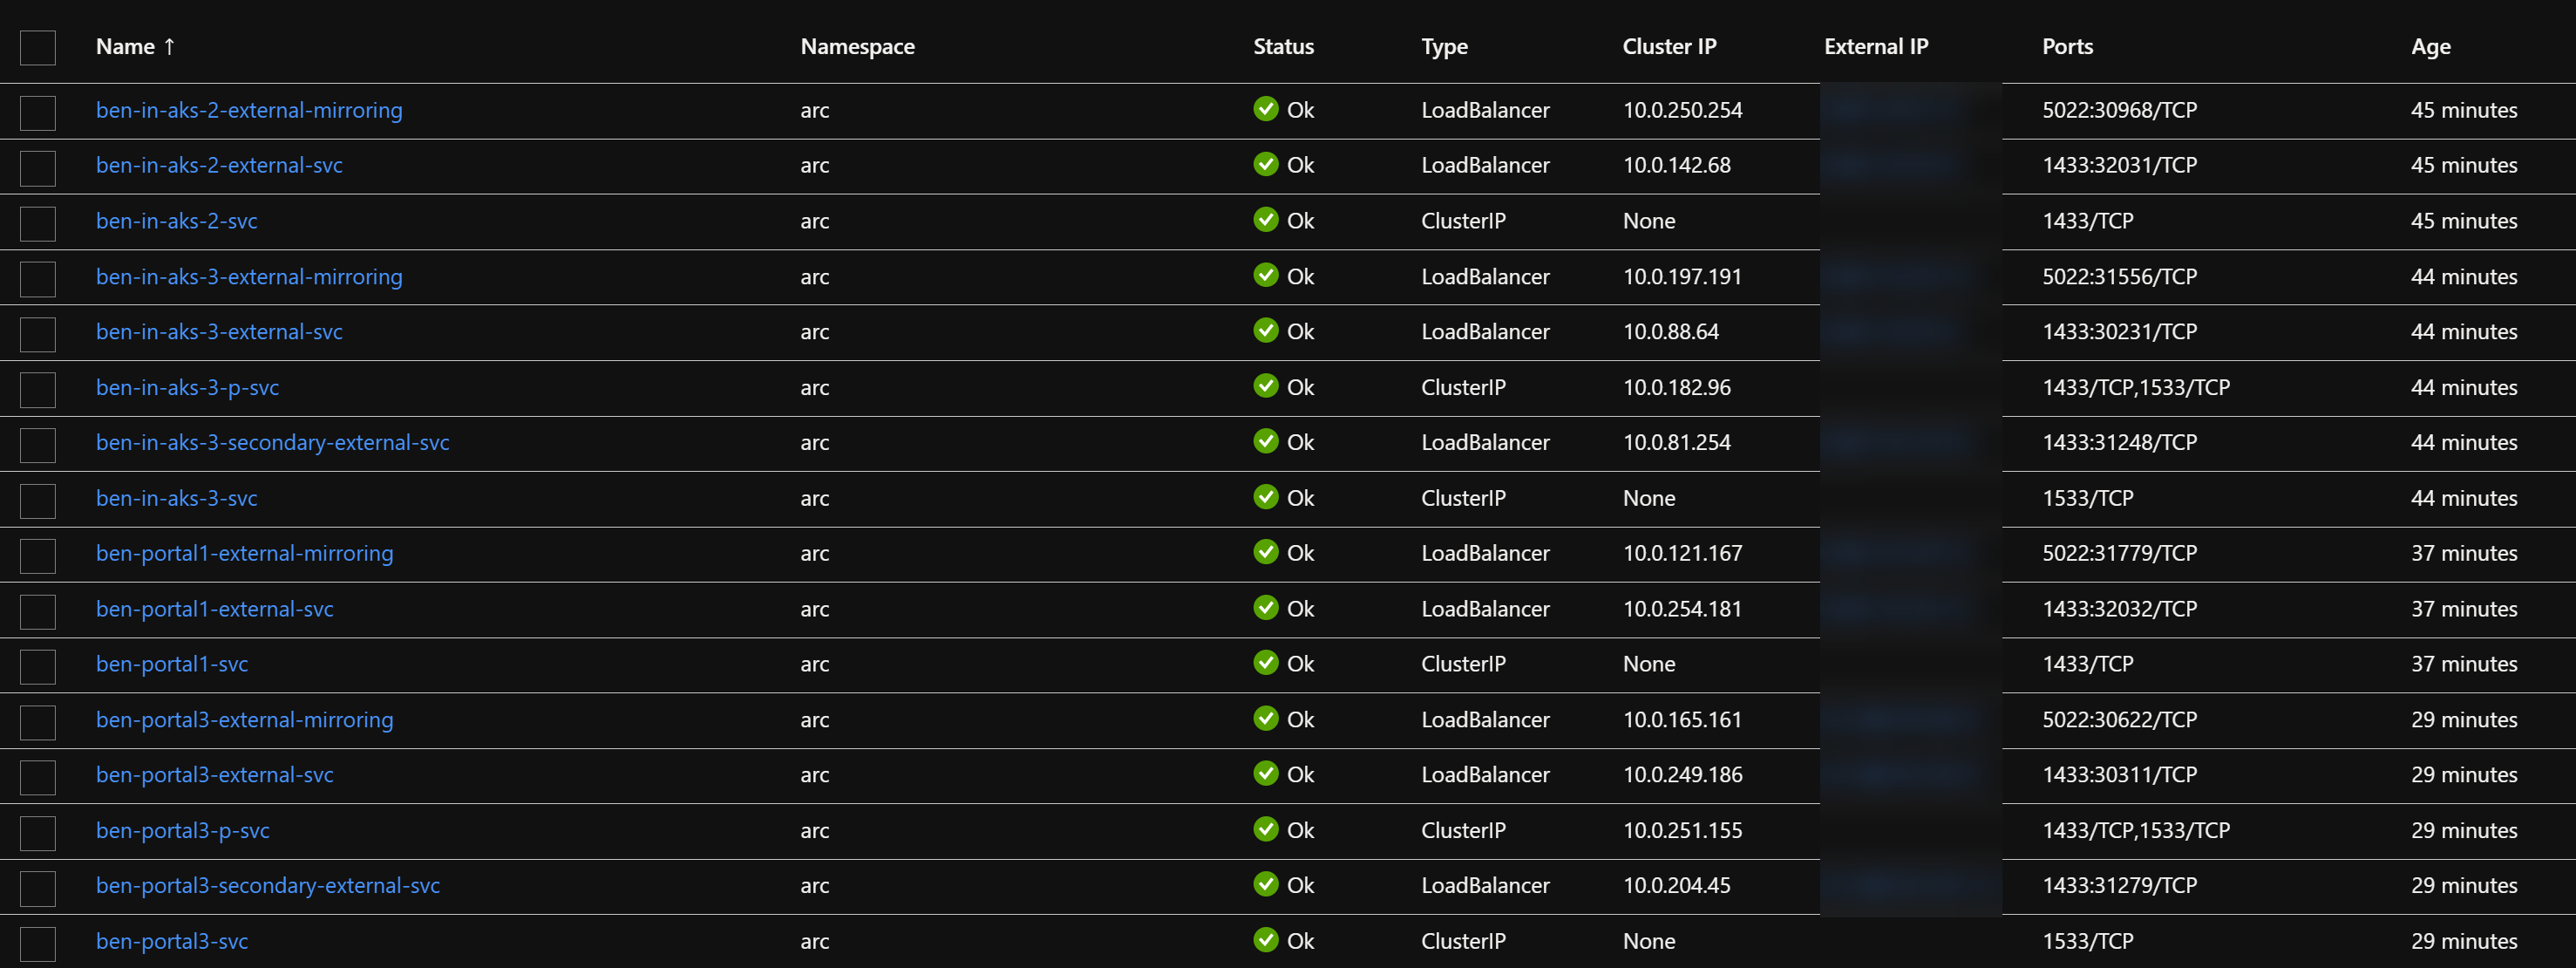 Name ↑ Namespace Status Type Cluster IP External IP Ports Age
ben-in-aks-2-external-mirroring arc Ok LoadBalancer 10.0.250.254 5022:30968/TCP 45 minutes
ben-in-aks-2-external-svc arc Ok LoadBalancer 10.0.142.68 1433:32031/TCP 45 minutes
ben-in-aks-2-svc arc Ok ClusterIP None 1433/TCP 45 minutes
ben-in-aks-3-external-mirroring arc Ok LoadBalancer 10.0.197.191 5022:31556/TCP 44 minutes
ben-in-aks-3-external-svc arc Ok LoadBalancer 10.0.88.64 1433:30231/TCP 44 minutes
ben-in-aks-3-p-svc arc Ok ClusterIP 10.0.182.96 1433/TCP,1533/TCP 44 minutes
ben-in-aks-3-secondary-external-svc arc Ok LoadBalancer 10.0.81.254 1433:31248/TCP 44 minutes
ben-in-aks-3-svc arc Ok ClusterIP None 1533/TCP 44 minutes
ben-portal1-external-mirroring arc Ok LoadBalancer 10.0.121.167 5022:31779/TCP 37 minutes
ben-portal1-external-svc arc Ok LoadBalancer 10.0.254.181 1433:32032/TCP 37 minutes
ben-portal1-svc arc Ok ClusterIP None 1433/TCP 37 minutes
ben-portal3-external-mirroring arc Ok LoadBalancer 10.0.165.161 5022:30622/TCP 29 minutes
ben-portal3-external-svc arc Ok LoadBalancer 10.0.249.186 1433:30311/TCP 29 minutes
ben-portal3-p-svc arc Ok ClusterIP 10.0.251.155 1433/TCP,1533/TCP 29 minutes
ben-portal3-secondary-external-svc arc Ok LoadBalancer 10.0.204.45 1433:31279/TCP 29 minutes
ben-portal3-svc arc Ok ClusterIP None 1533/TCP 29 minutes